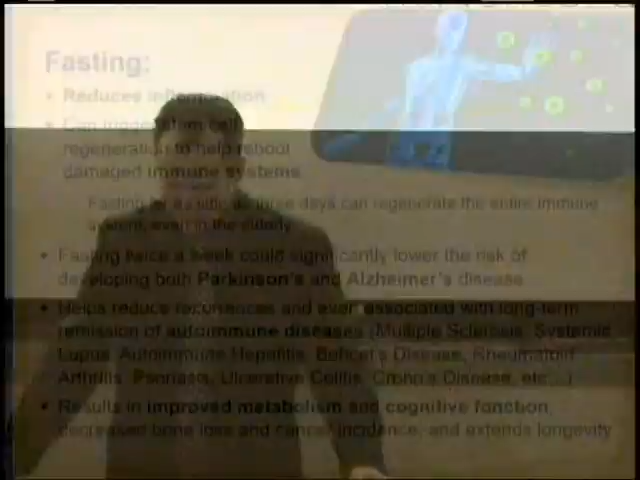 Fasting:
• Reduces inflammation
• Can trigger stem cell
regeneration to help reboot
damaged immune systems
Fasting for as little as three days can regenerate the entire immune
system, even in the elderly
• Fasting twice a week could significantly lower the risk of
developing both Parkinson's and Alzheimer's disease
• Helps reduce recurrences and even associated with long-term
remission of autoimmune diseases (Multiple Sclerosis, Systemic
Lupus, Autoimmune Hepatitis, Behcet's Disease, Rheumatoid
Arthritis, Psoriasis, Ulcerative Colitis, Crohn's Disease, etc...)
• Results in improved metabolism and cognitive function,
decreased bone loss and cancer incidence, and extends longevity